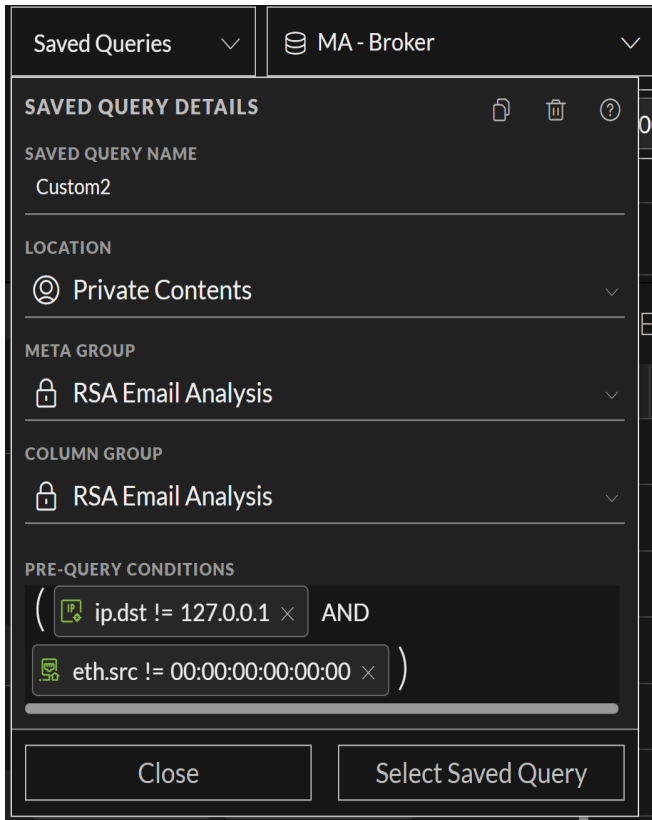 Saved Queries
MA - Broker
SAVED QUERY DETAILS
SAVED QUERY NAME
Custom2
LOCATION
Private Contents
META GROUP
RSA Email Analysis
COLUMN GROUP
RSA Email Analysis
PRE-QUERY CONDITIONS
( ip.dst != 127.0.0.1 × AND
eth.src != 00:00:00:00:00:00 × )
Close
Select Saved Query